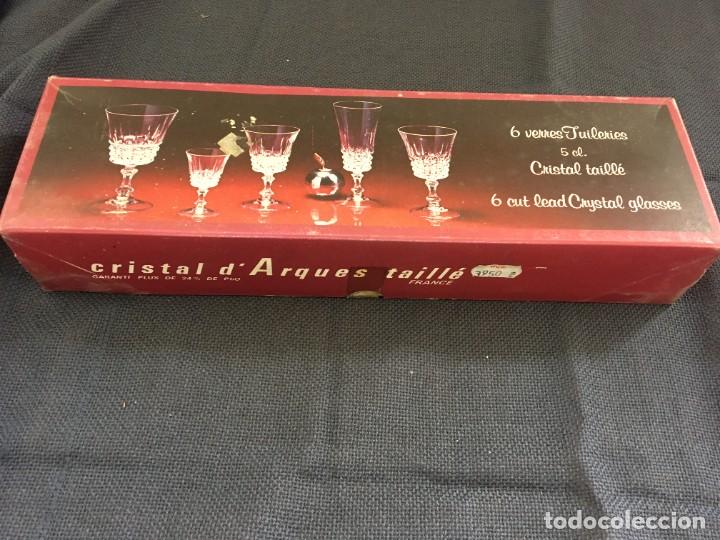 6 verres Tuileries
5 cl.
Cristal taillé
6 cut lead Crystal glasses
cristal d'Arques taillé
GARANTI PLUS DE 24% DE PbO
FRANCE
todocoleccion.net